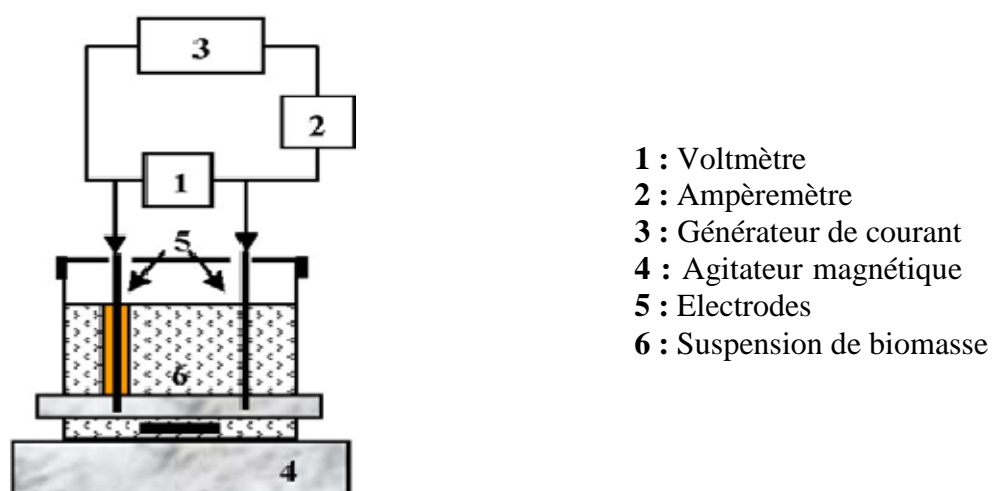 3
2
1
5
6
4
1 : Voltmètre
2 : Ampèremètre
3 : Générateur de courant
4 : Agitateur magnétique
5 : Electrodes
6 : Suspension de biomasse